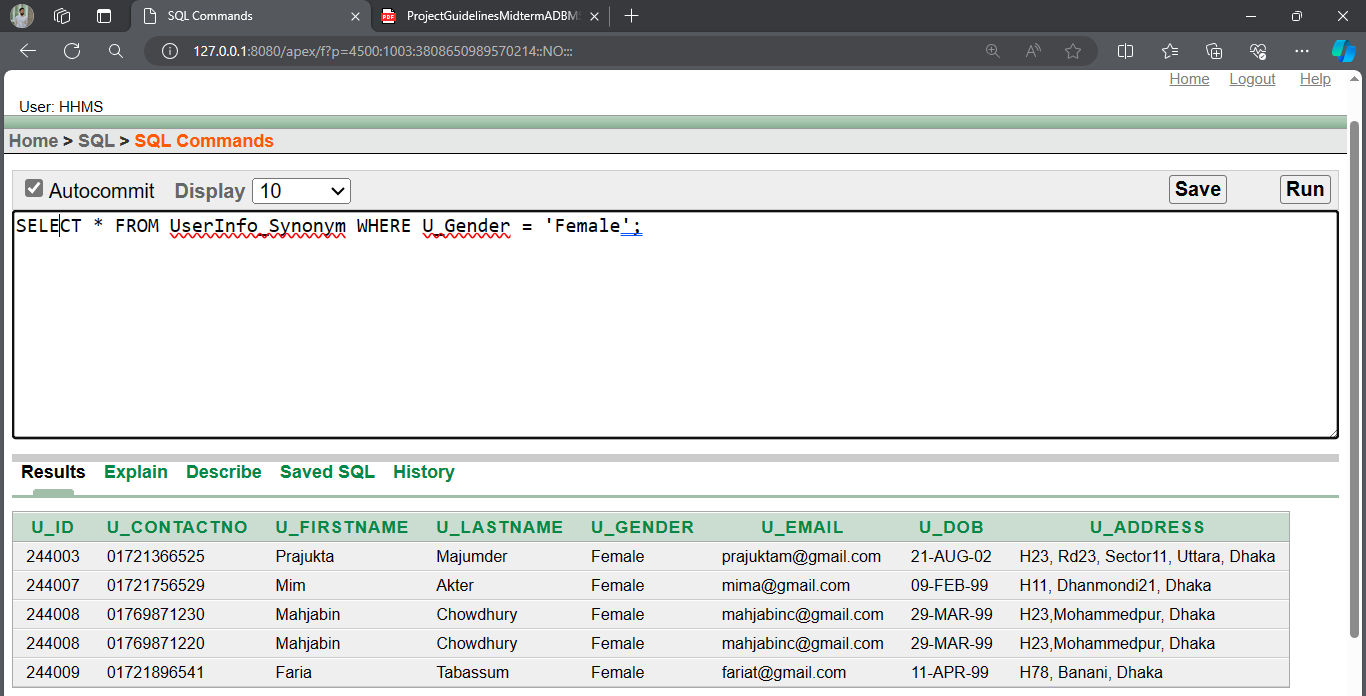 SQL Commands
PDF
ProjectGuidelinesMidtermADBM
127.0.0.1:8080/apex/f?p=4500:1003:3808650989570214::NO:::
Home Logout Help
User: HHMS
Home > SQL > SQL Commands
Autocommit Display 10 Save Run
SELECT * FROM UserInfo_Synonym WHERE U_Gender = 'Female';
Results Explain Describe Saved SQL History
U_ID U_CONTACTNO U_FIRSTNAME U_LASTNAME U_GENDER U_EMAIL U_DOB U_ADDRESS
244003 01721366525 Prajukta Majumder Female prajuktam@gmail.com 21-AUG-02 H23, Rd23, Sector11, Uttara, Dhaka
244007 01721756529 Mim Akter Female mima@gmail.com 09-FEB-99 H11, Dhanmondi21, Dhaka
244008 01769871230 Mahjabin Chowdhury Female mahjabinc@gmail.com 29-MAR-99 H23,Mohammedpur, Dhaka
244008 01769871220 Mahjabin Chowdhury Female mahjabinc@gmail.com 29-MAR-99 H23,Mohammedpur, Dhaka
244009 01721896541 Faria Tabassum Female fariat@gmail.com 11-APR-99 H78, Banani, Dhaka